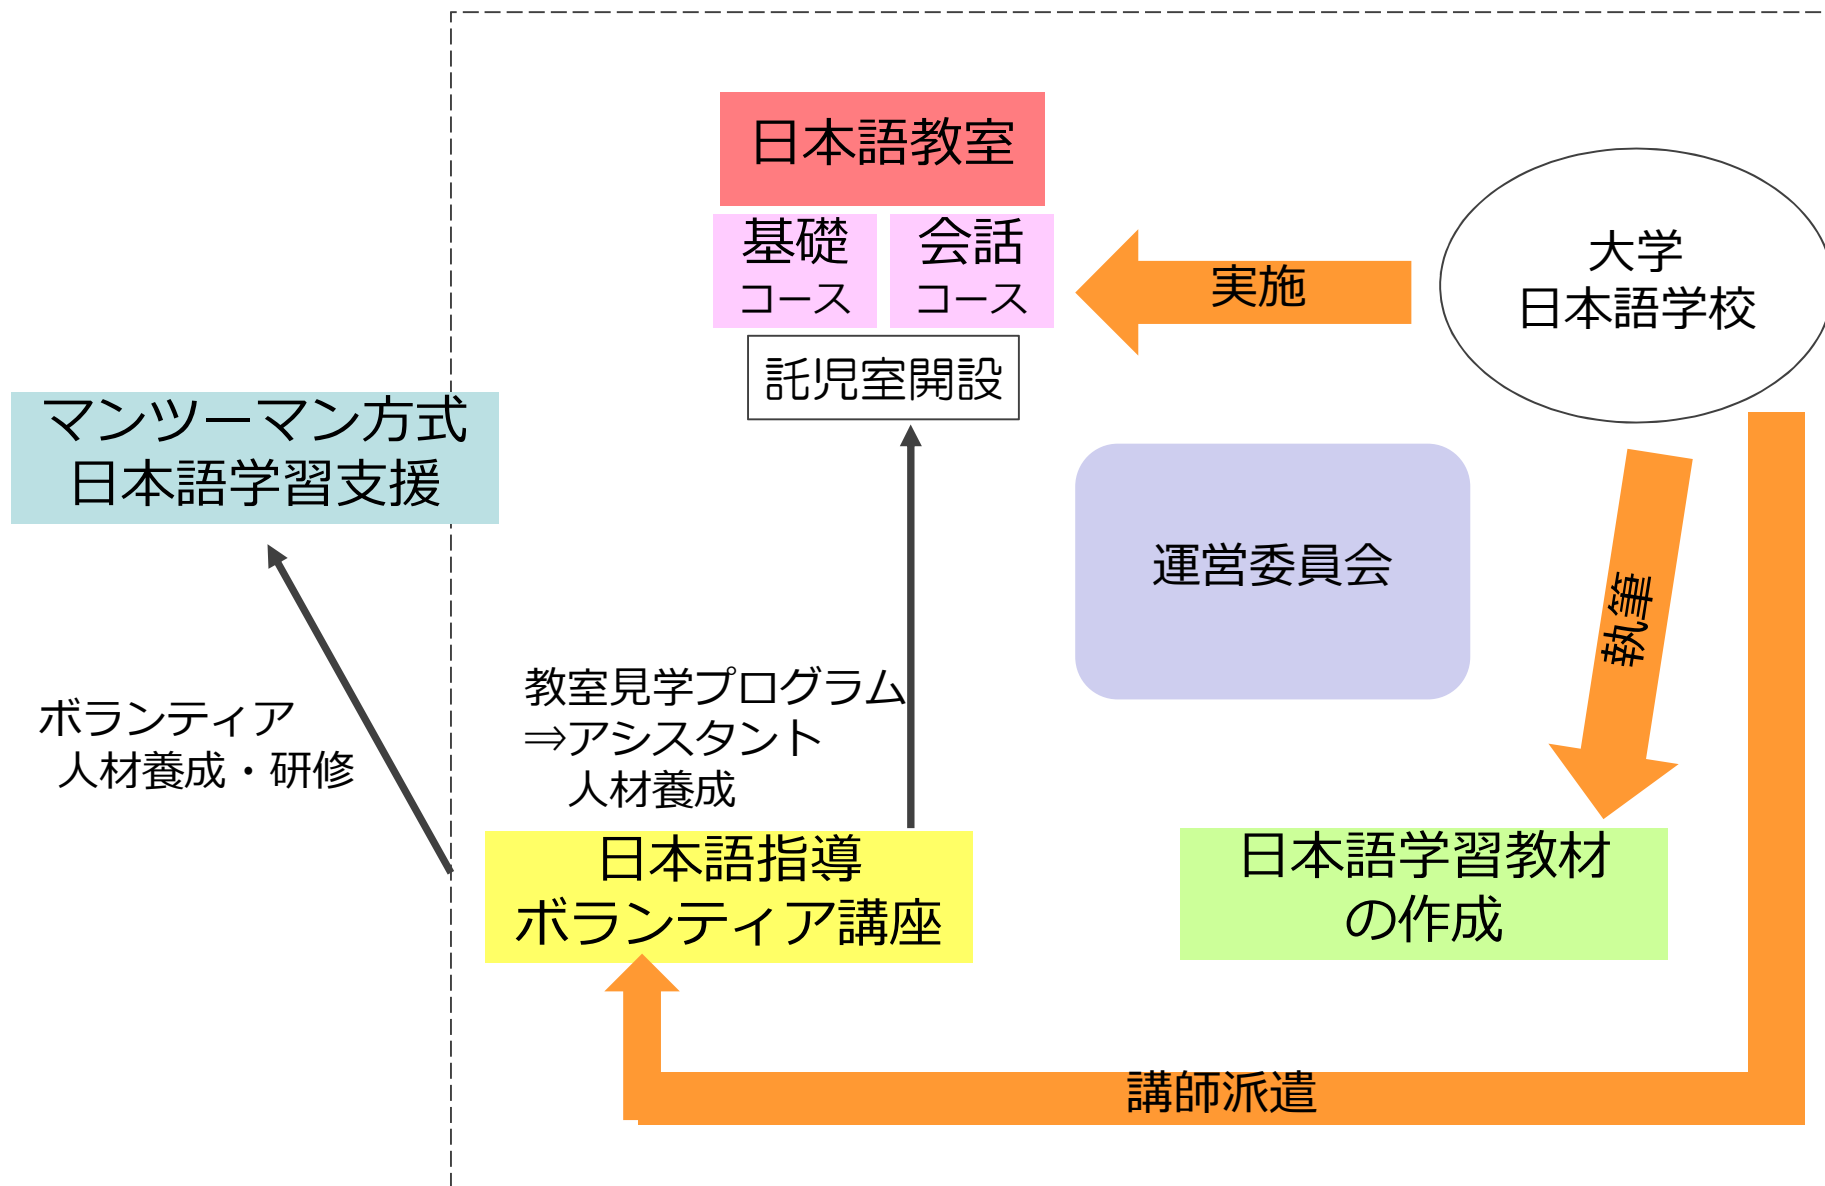 日本語教室
基礎
コース
会話
コース
託児室開設
実施
大学
日本語学校
マンツーマン方式
日本語学習支援
運営委員会
執筆
ボランティア
人材養成・研修
教室見学プログラム
⇒アシスタント
人材養成
日本語指導
ボランティア講座
日本語学習教材
の作成
講師派遣